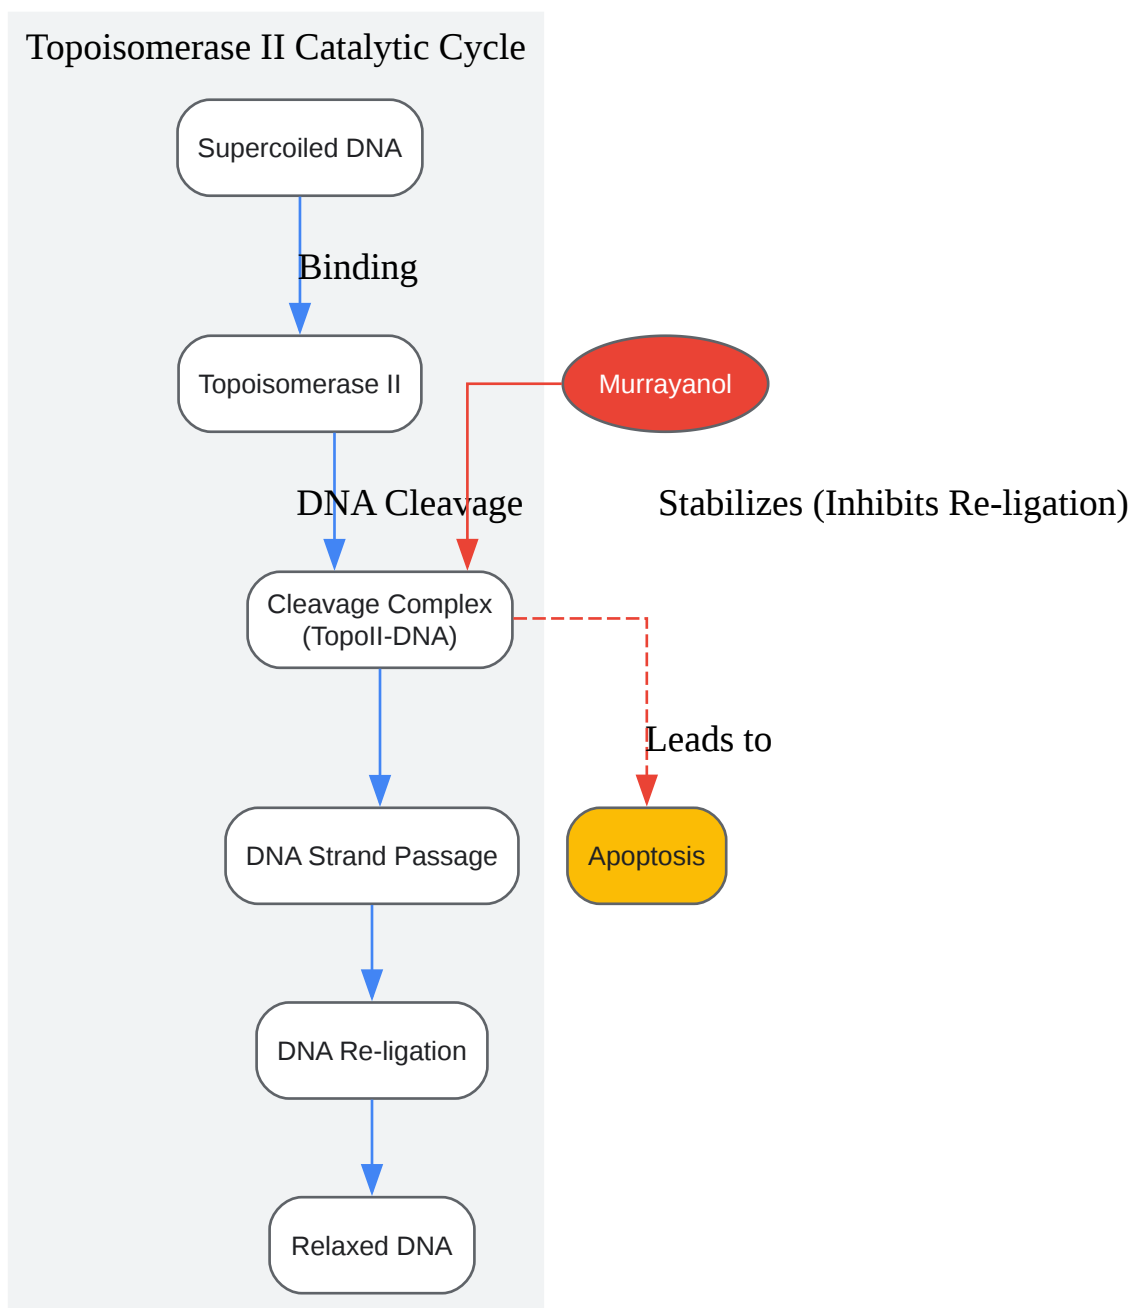 Topoisomerase II Catalytic Cycle
Supercoiled DNA
Binding
Topoisomerase II
Murrayanol
DNA Cleavage
Stabilizes (Inhibits Re-ligation)
Cleavage Complex
(TopoII-DNA)
Leads to
DNA Strand Passage
Apoptosis
DNA Re-ligation
Relaxed DNA